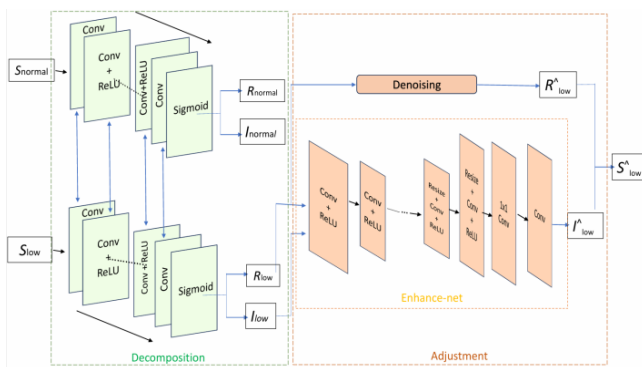 Conv
Conv
+
ReLU
Conv+ReLU
Conv
Sigmoid
Snormal
Rnormal
Inormal
Denoising
R^low
S^low
Conv
+
ReLU
Conv
+
ReLU
Resize
+
Conv
+
ReLU
Resize
+
Conv
+
ReLU
1x1
Conv
Conv
I^low
Enhance-net
Conv
Conv
+
ReLU
Conv +ReLU
Conv
Sigmoid
Slow
Rlow
Ilow
Decomposition
Adjustment